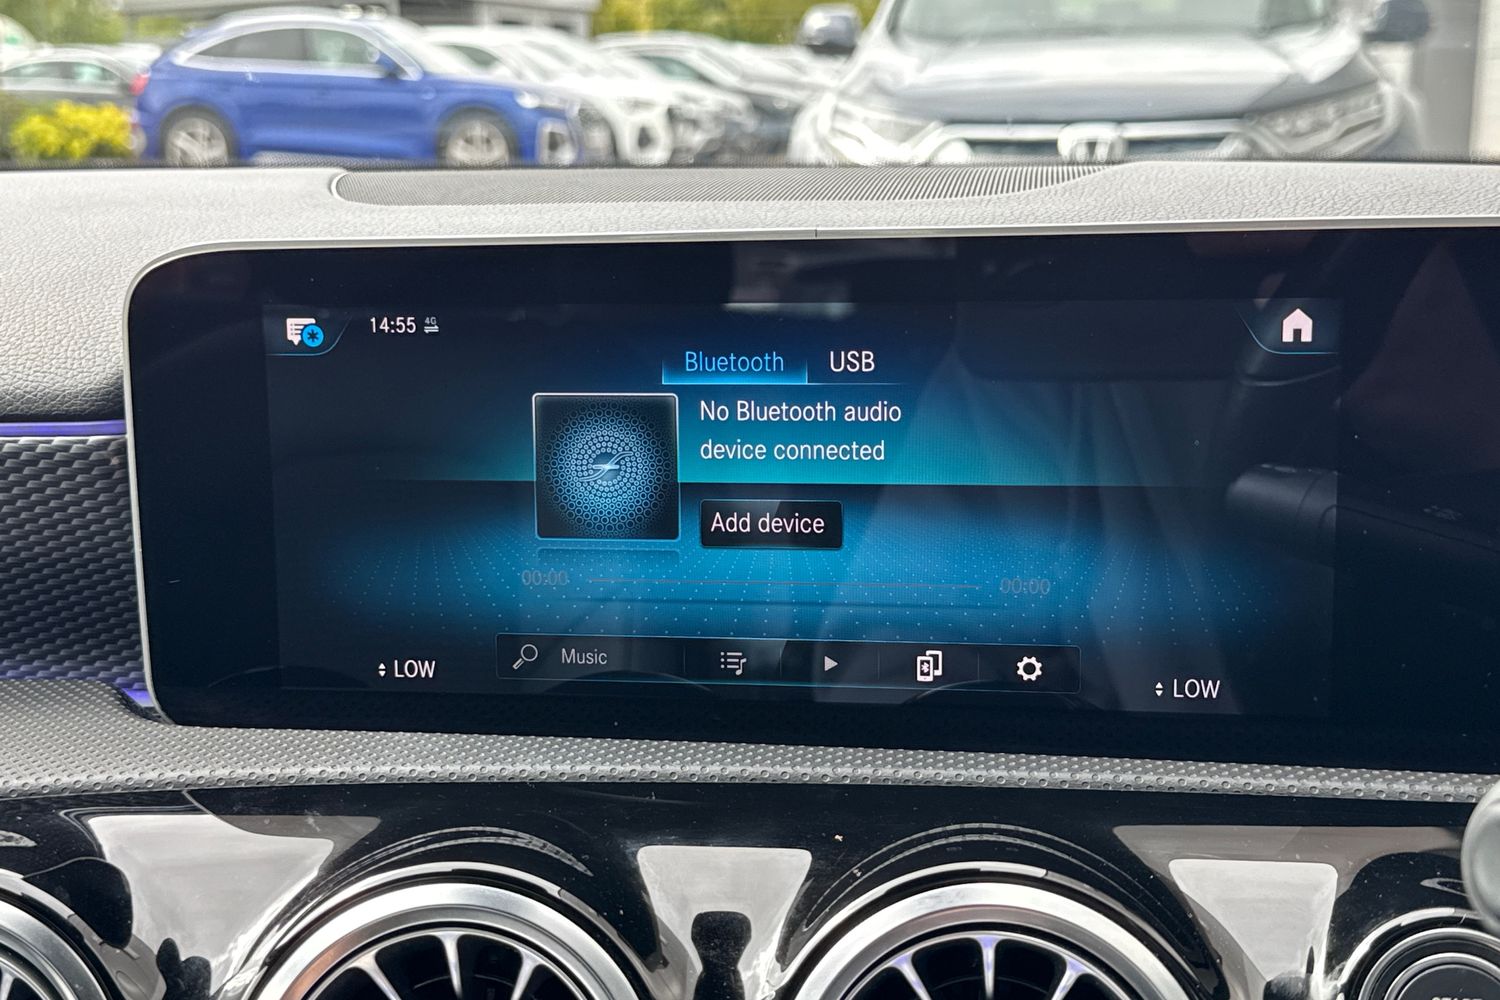 14:55 4G
Bluetooth USB
No Bluetooth audio
device connected
Add device
00:00 00:00
LOW Music LOW